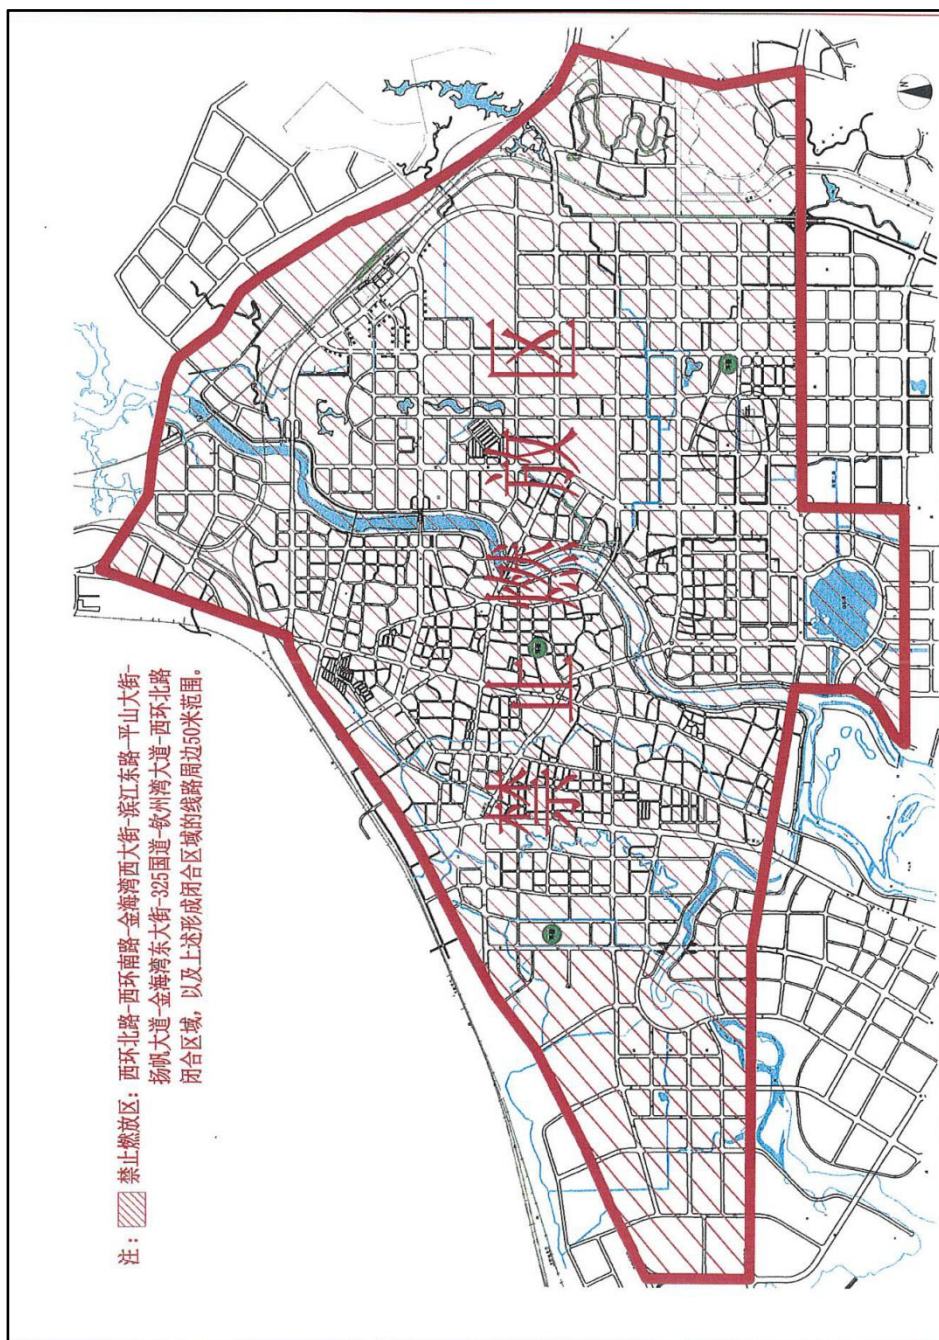 注： 禁止燃放区：西环北路-西环南路-金海湾西大街-滨江东路-平山大街-
扬帆大道-金海湾东大街-325国道-钦州湾大道-西环北路
闭合区域，以及上述形成闭合区域的线路周边50米范围。
禁止燃放区
N